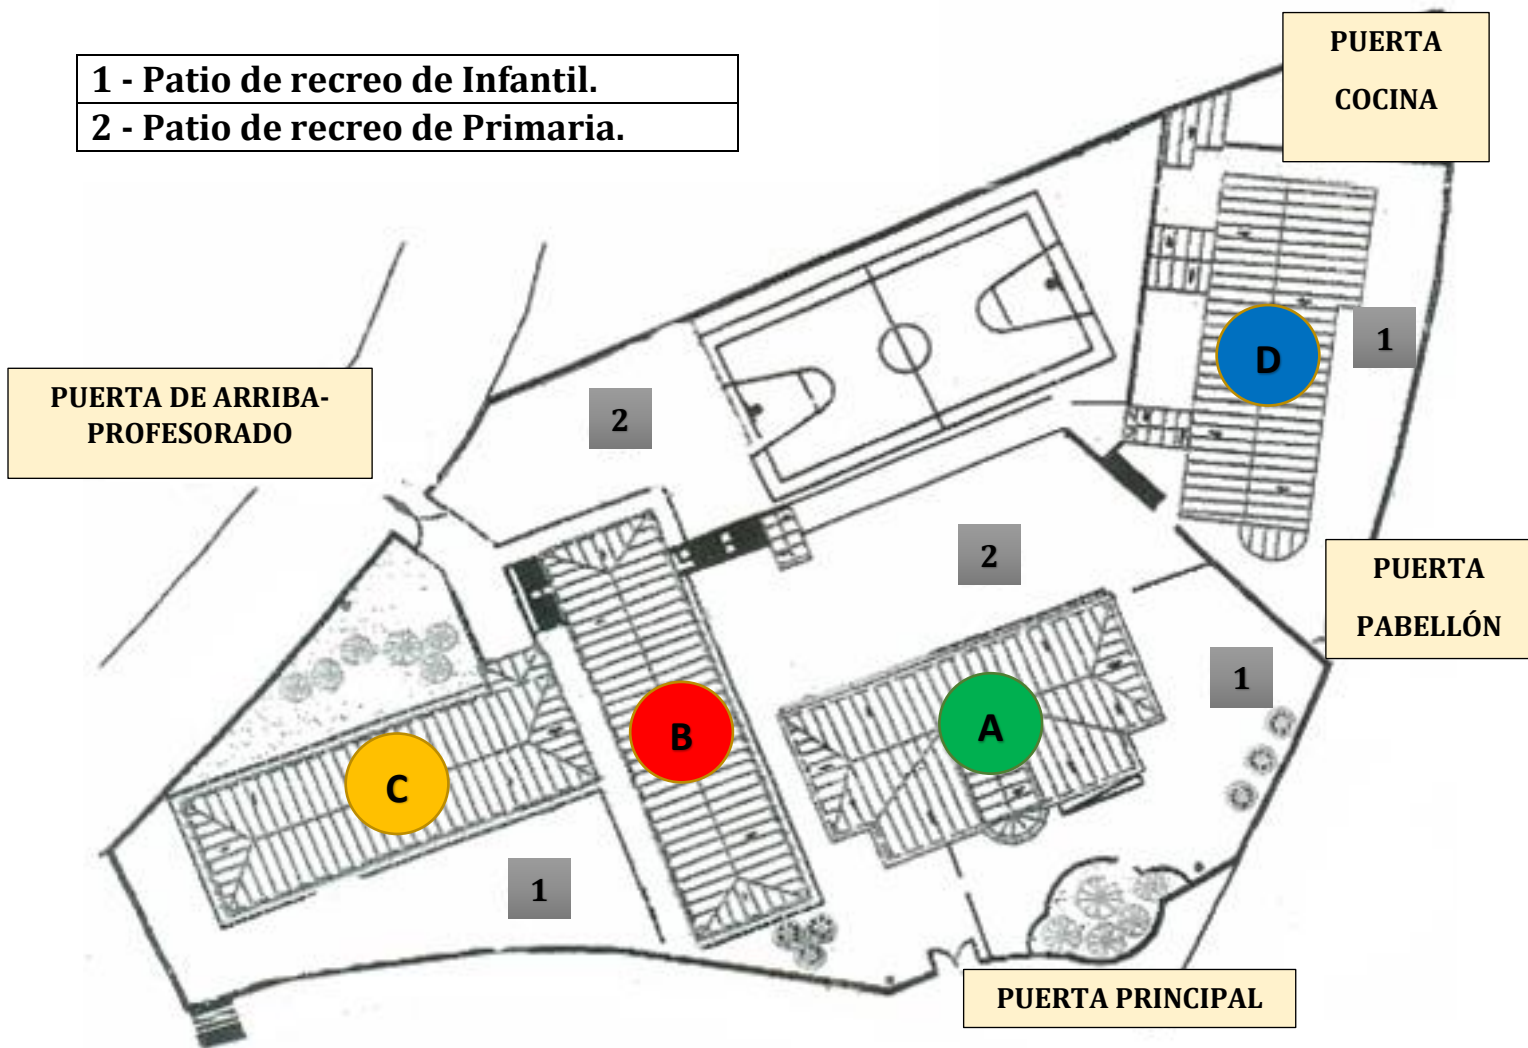 1 - Patio de recreo de Infantil.
2 - Patio de recreo de Primaria.
PUERTA
COCINA
1
D
PUERTA DE ARRIBA-
PROFESORADO
2
2
PUERTA
PABELLÓN
1
A
B
C
1
PUERTA PRINCIPAL